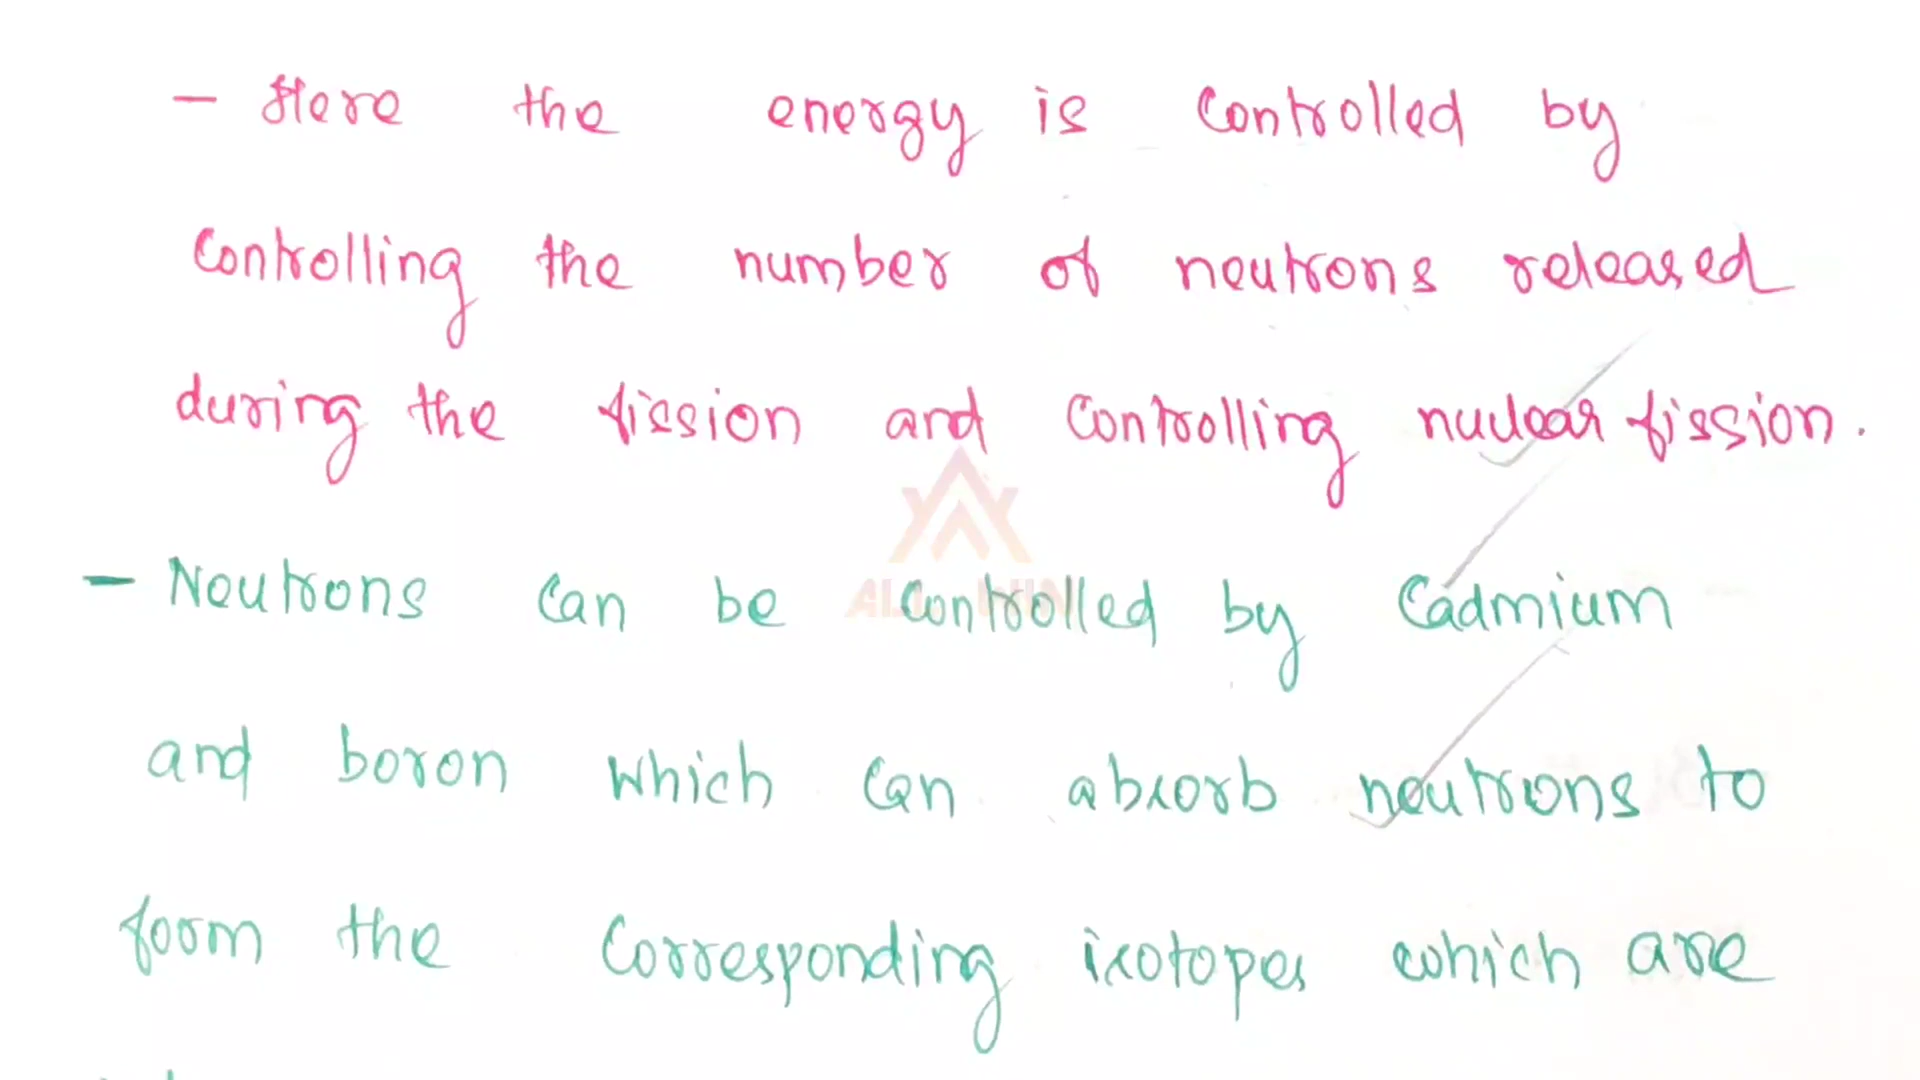 - Here the energy is controlled by
controlling the number of neutrons released
during the fission and controlling nuclear fission.
- Neutrons can be controlled by Cadmium
and boron which can absorb neutrons to
form the corresponding isotopes which are